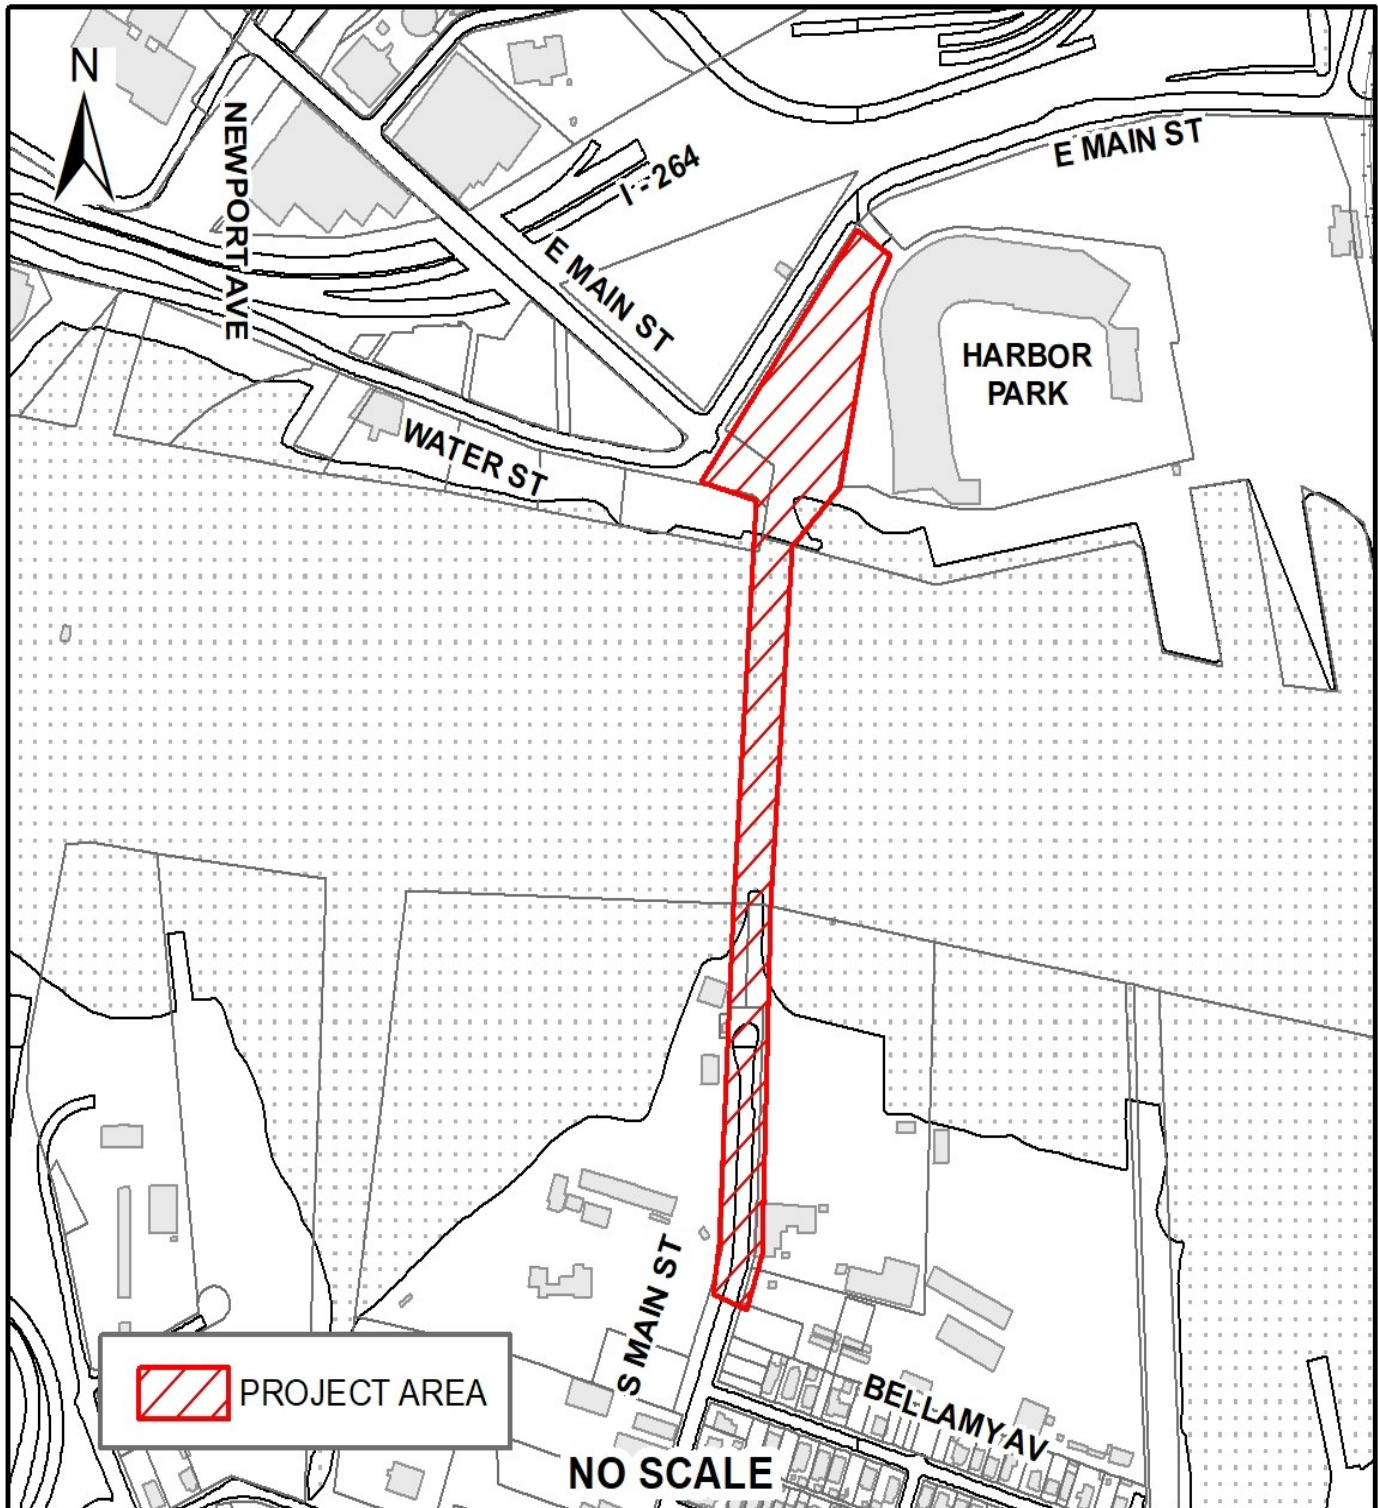 N
NEWPORT AVE
I - 264
E MAIN ST
E MAIN ST
HARBOR
PARK
WATER ST
S MAIN ST
BELLAMY AV
PROJECT AREA
NO SCALE